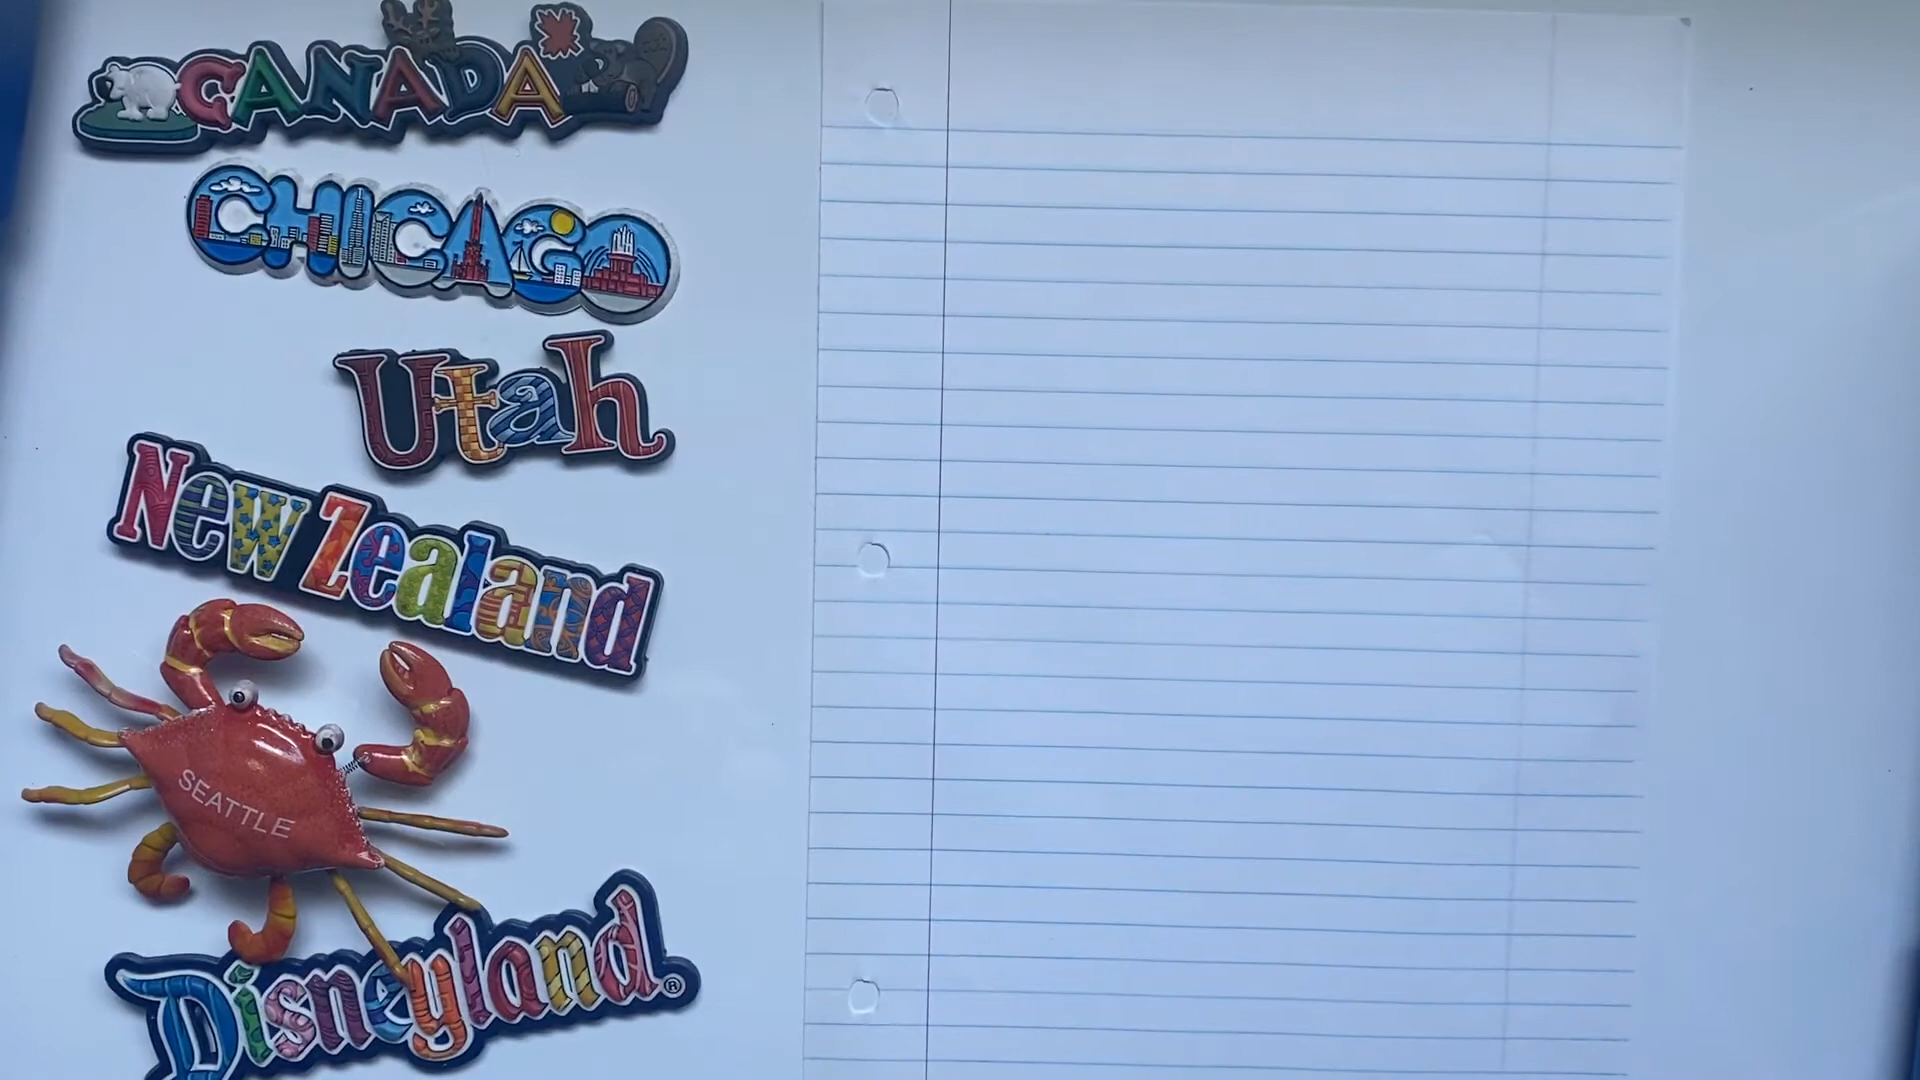 CANADA
CHICAGO
Utah
New Zealand
SEATTLE
Disneyland®